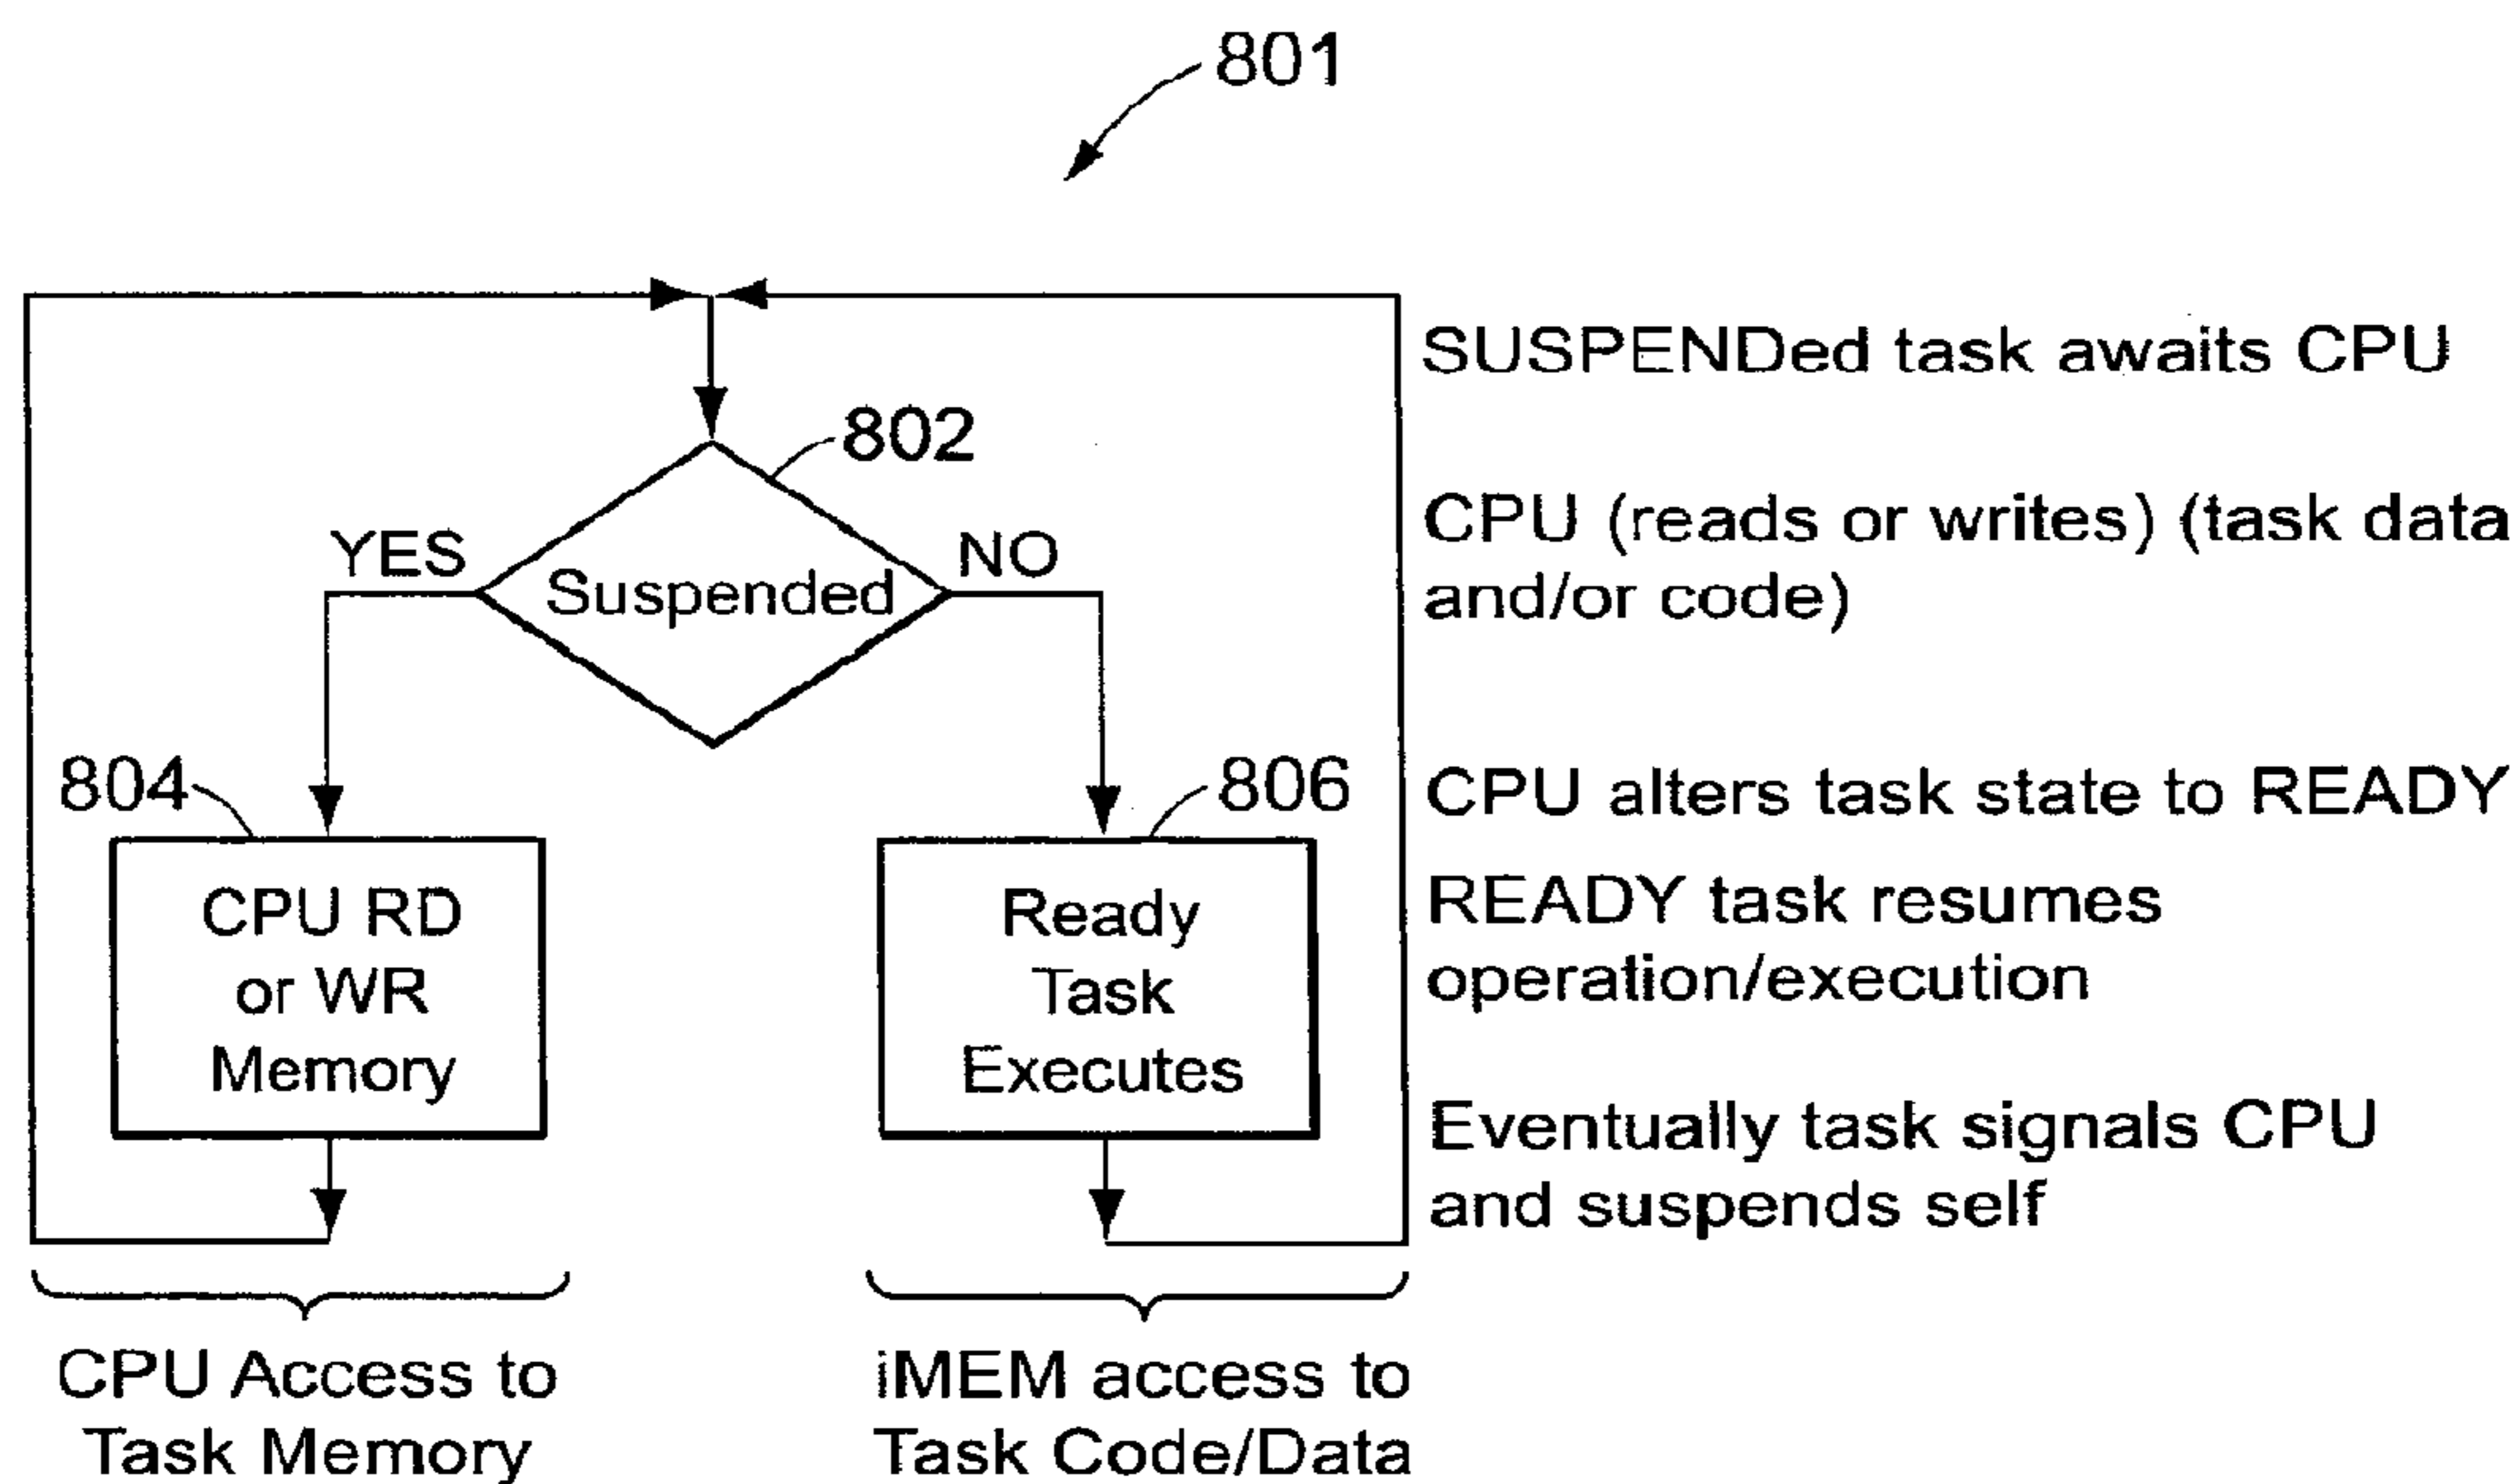 801
SUSPENDed task awaits CPU
802
CPU (reads or writes) (task data
and/or code)
YES
NO
Suspended
804
806
CPU alters task state to READY
CPU RD
or WR
Memory
Ready
Task
Executes
READY task resumes
operation/execution
Eventually task signals CPU
and suspends self
CPU Access to
Task Memory
iMEM access to
Task Code/Data